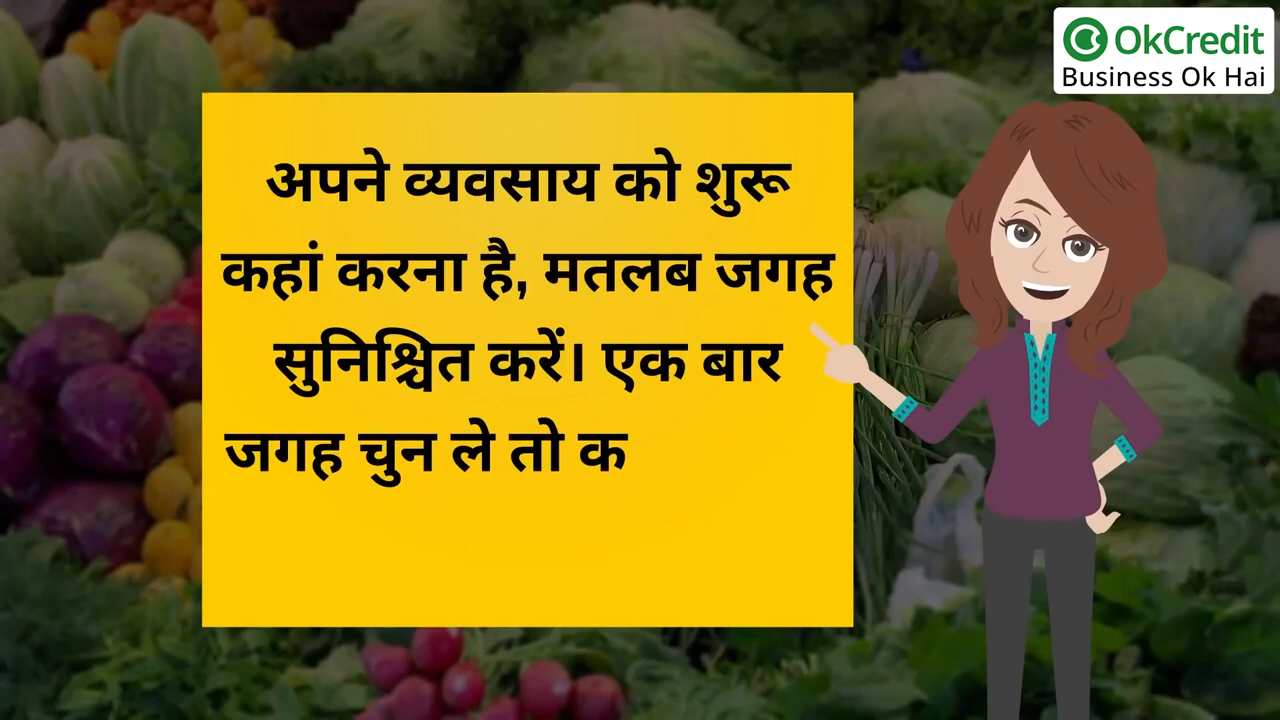 OkCredit
Business Ok Hai
अपने व्यवसाय को शुरू
कहां करना है, मतलब जगह
सुनिश्चित करें। एक बार
जगह चुन ले तो क